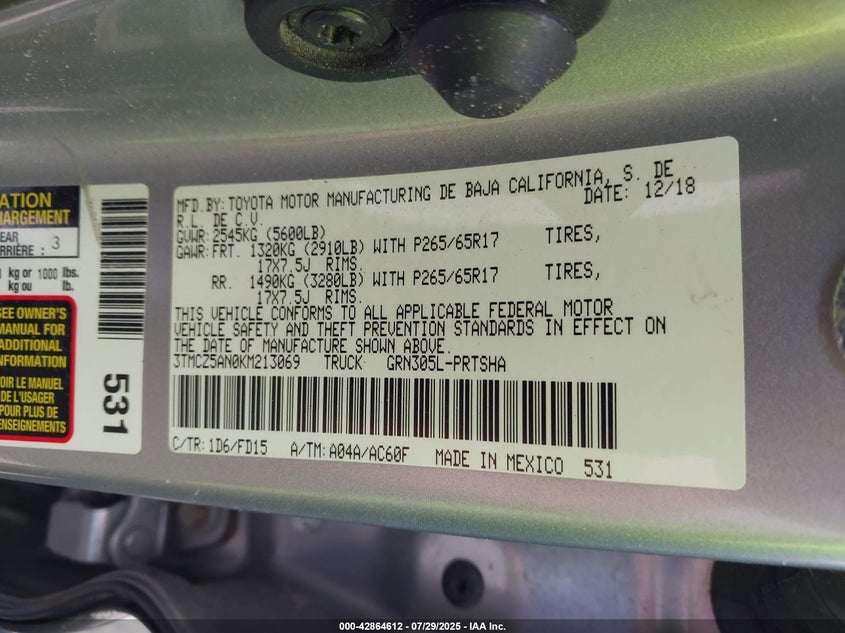 ATION
HARGEMENT
EAR
RRIÈRE : 3
kg or 1000 lbs.
kg ou lb.
SEE OWNER'S
MANUAL FOR
ADDITIONAL
INFORMATION
VOIR LE MANUEL
DE L'USAGER
POUR PLUS DE
RENSEIGNEMENTS
531
MFD.BY: TOYOTA MOTOR MANUFACTURING DE BAJA CALIFORNIA, S. DE
R.L. DE C.V. DATE: 12/18
GVWR: 2545KG (5600LB)
GAWR: FRT. 1320KG (2910LB) WITH P265/65R17 TIRES,
17X7.5J RIMS.
RR. 1490KG (3280LB) WITH P265/65R17 TIRES,
17X7.5J RIMS.
THIS VEHICLE CONFORMS TO ALL APPLICABLE FEDERAL MOTOR
VEHICLE SAFETY AND THEFT PREVENTION STANDARDS IN EFFECT ON
THE DATE OF MANUFACTURE SHOWN ABOVE.
3TMCZ5AN0KM213069 TRUCK GRN305L-PRTSHA
C/TR: 1D6/FD15 A/TM: A04A/AC60F MADE IN MEXICO 531
000-42864612 - 07/29/2025 - IAA Inc.